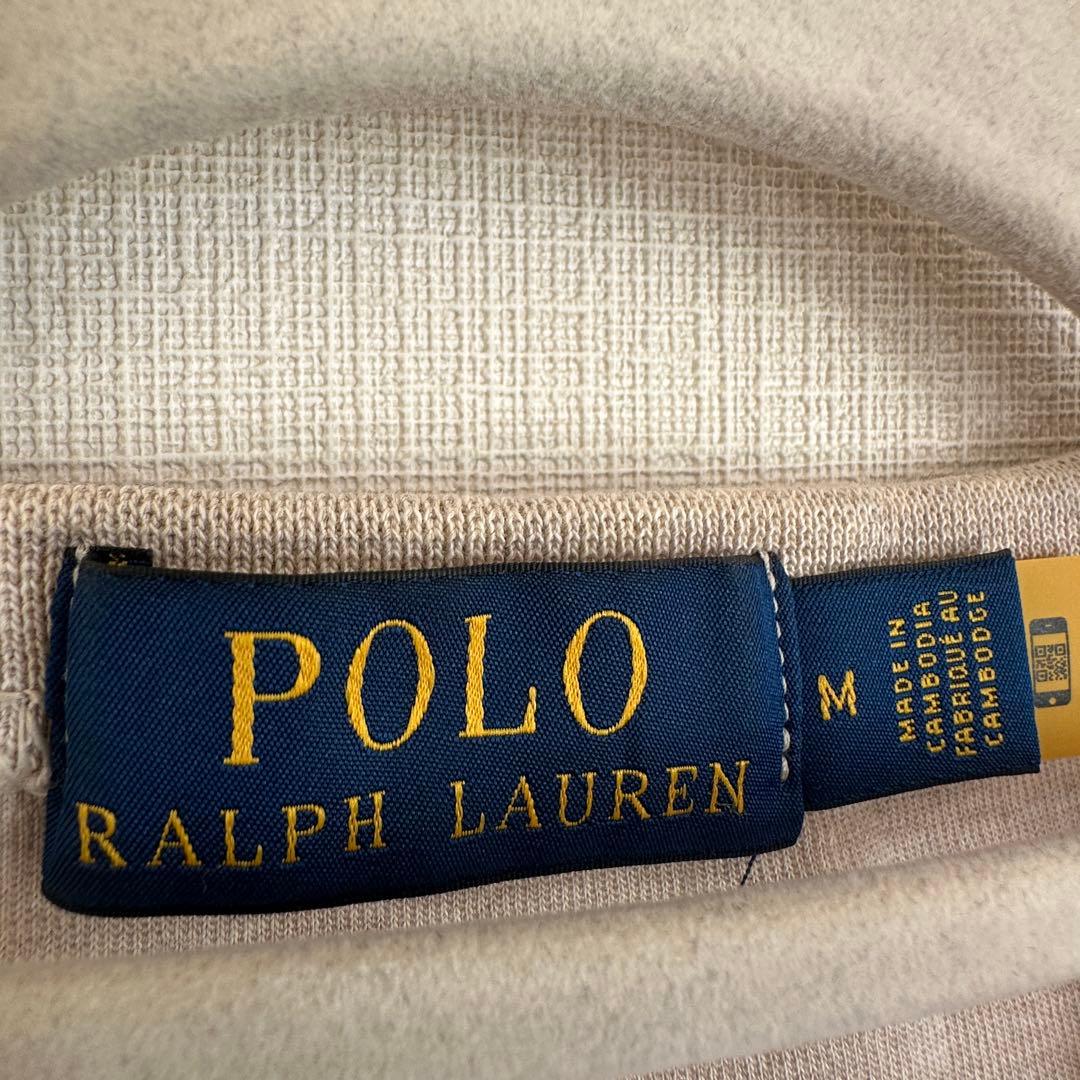 POLO
RALPH LAUREN
M
MADE IN
CAMBODIA
FABRIQUÉ AU
CAMBODGE